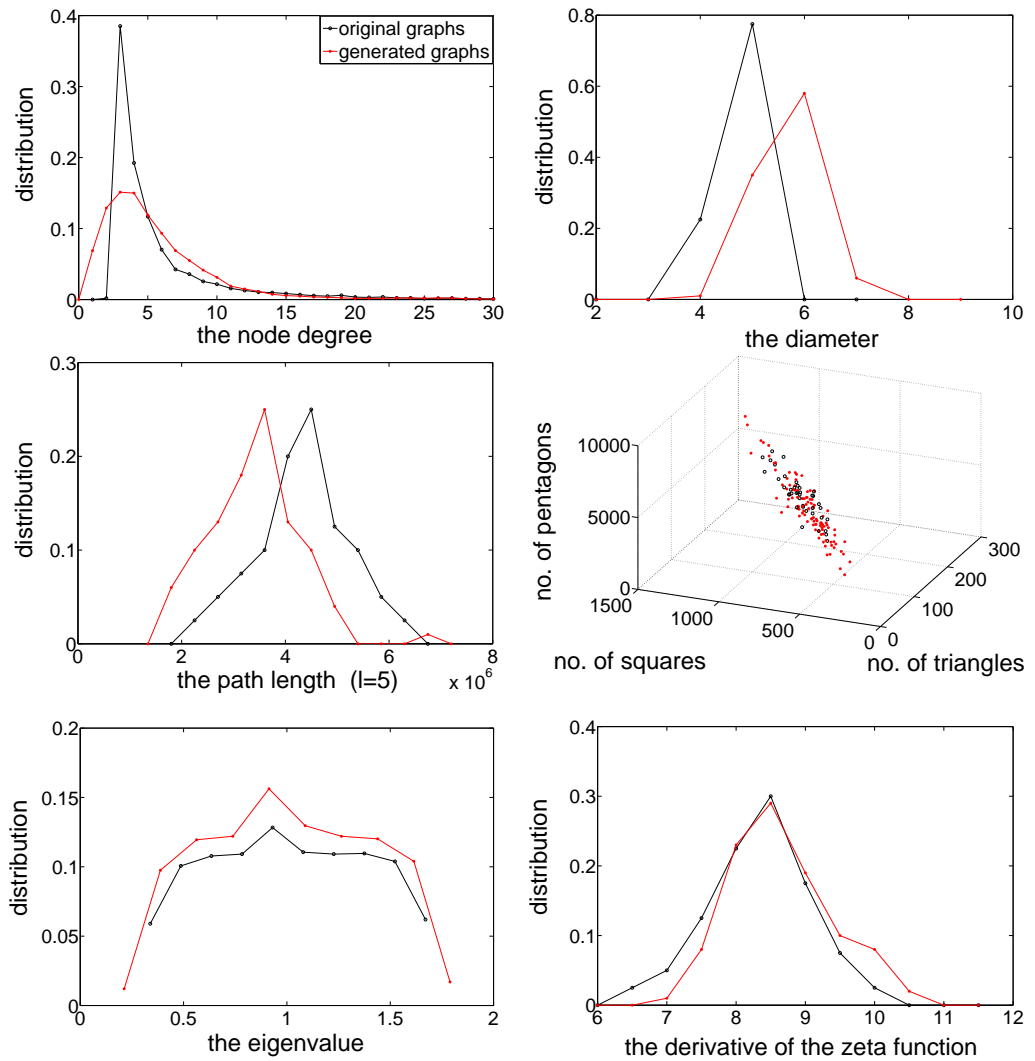 0.4
0.3
0.2
0.1
0
distribution
original graphs
generated graphs
0 5 10 15 20 25 30
the node degree
0.8
0.6
0.4
0.2
0
distribution
2 4 6 8 10
the diameter
0.3
0.2
0.1
0
distribution
0 2 4 6 8
the path length (l=5)
x 10^6
10000
5000
0
no. of pentagons
1500
1000
500
0
no. of squares
0
100
200
300
no. of triangles
0.2
0.15
0.1
0.05
0
distribution
0 0.5 1 1.5 2
the eigenvalue
0.4
0.3
0.2
0.1
0
distribution
6 7 8 9 10 11 12
the derivative of the zeta function